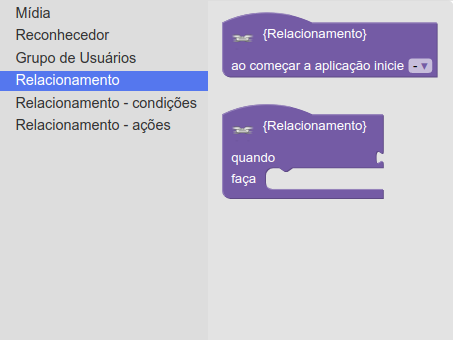 Mídia
Reconhecedor
Grupo de Usuários
Relacionamento
Relacionamento - condições
Relacionamento - ações
{Relacionamento}
ao começar a aplicação inicie - ▾
{Relacionamento}
quando
faça